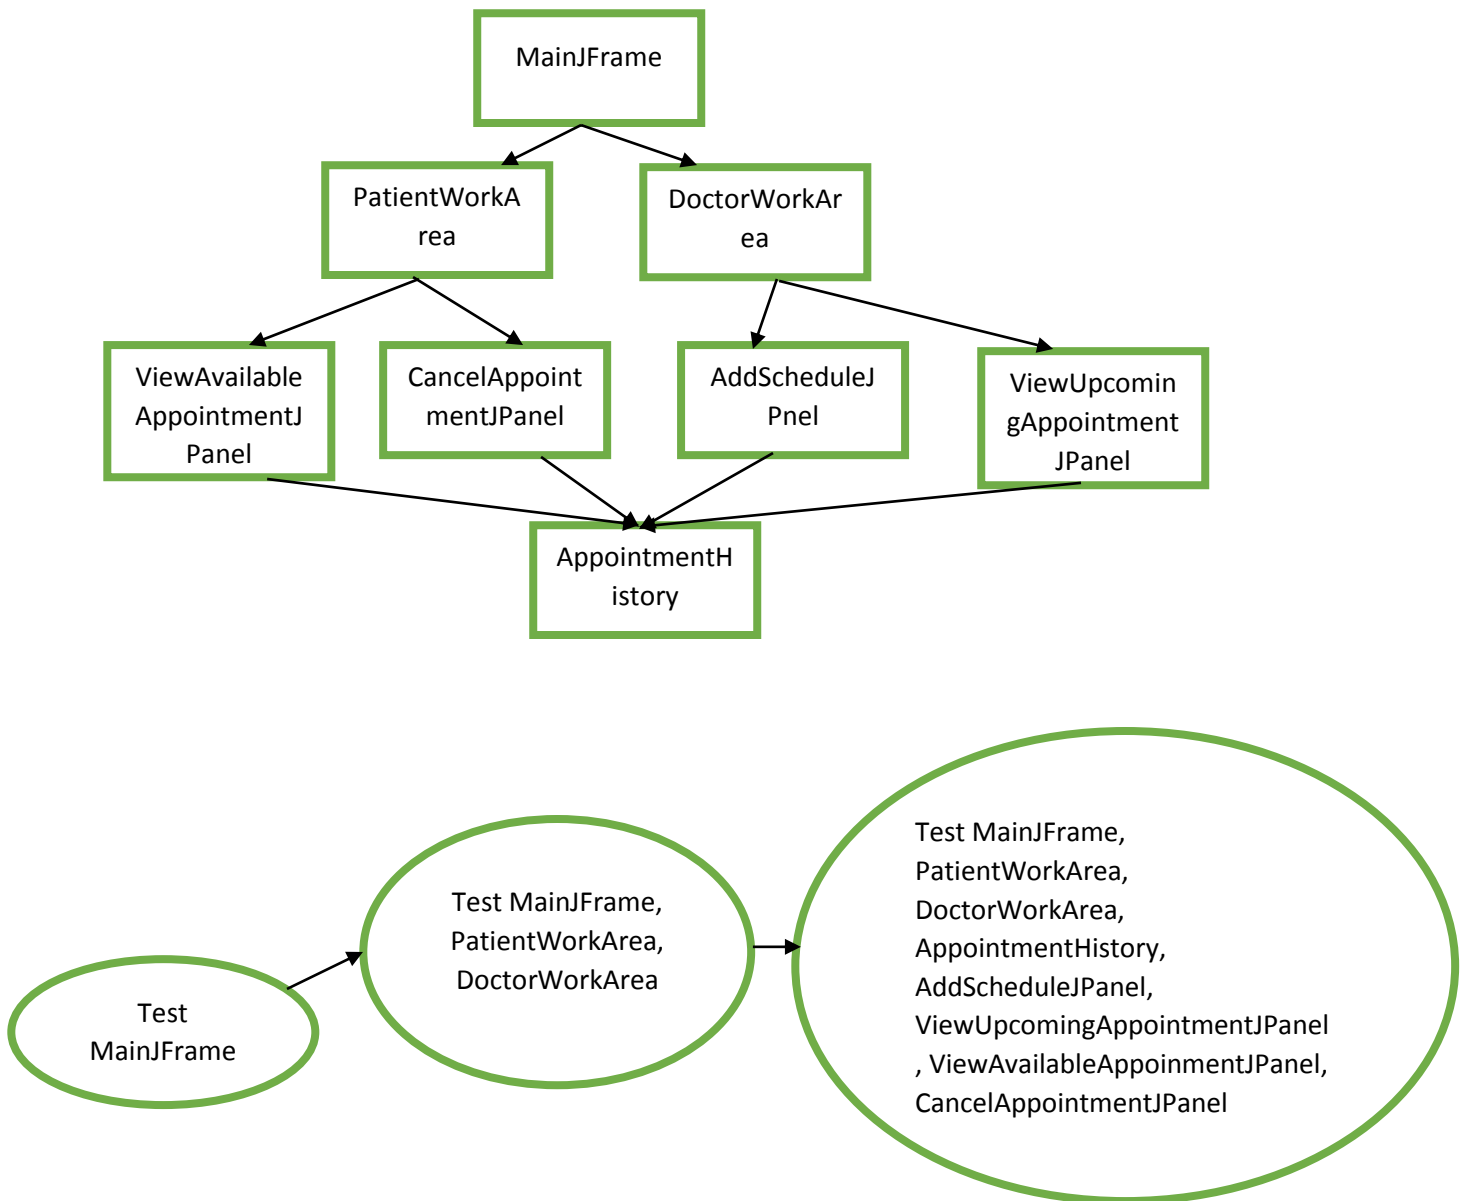 MainJFrame
PatientWorkA
rea
DoctorWorkAr
ea
ViewAvailable
AppointmentJ
Panel
CancelAppoint
mentJPanel
AddScheduleJ
Pnel
ViewUpcomin
gAppointment
JPanel
AppointmentH
istory
Test
MainJFrame
Test MainJFrame,
PatientWorkArea,
DoctorWorkArea
Test MainJFrame,
PatientWorkArea,
DoctorWorkArea,
AppointmentHistory,
AddScheduleJPanel,
ViewUpcomingAppointmentJPanel
, ViewAvailableAppoinmentJPanel,
CancelAppointmentJPanel